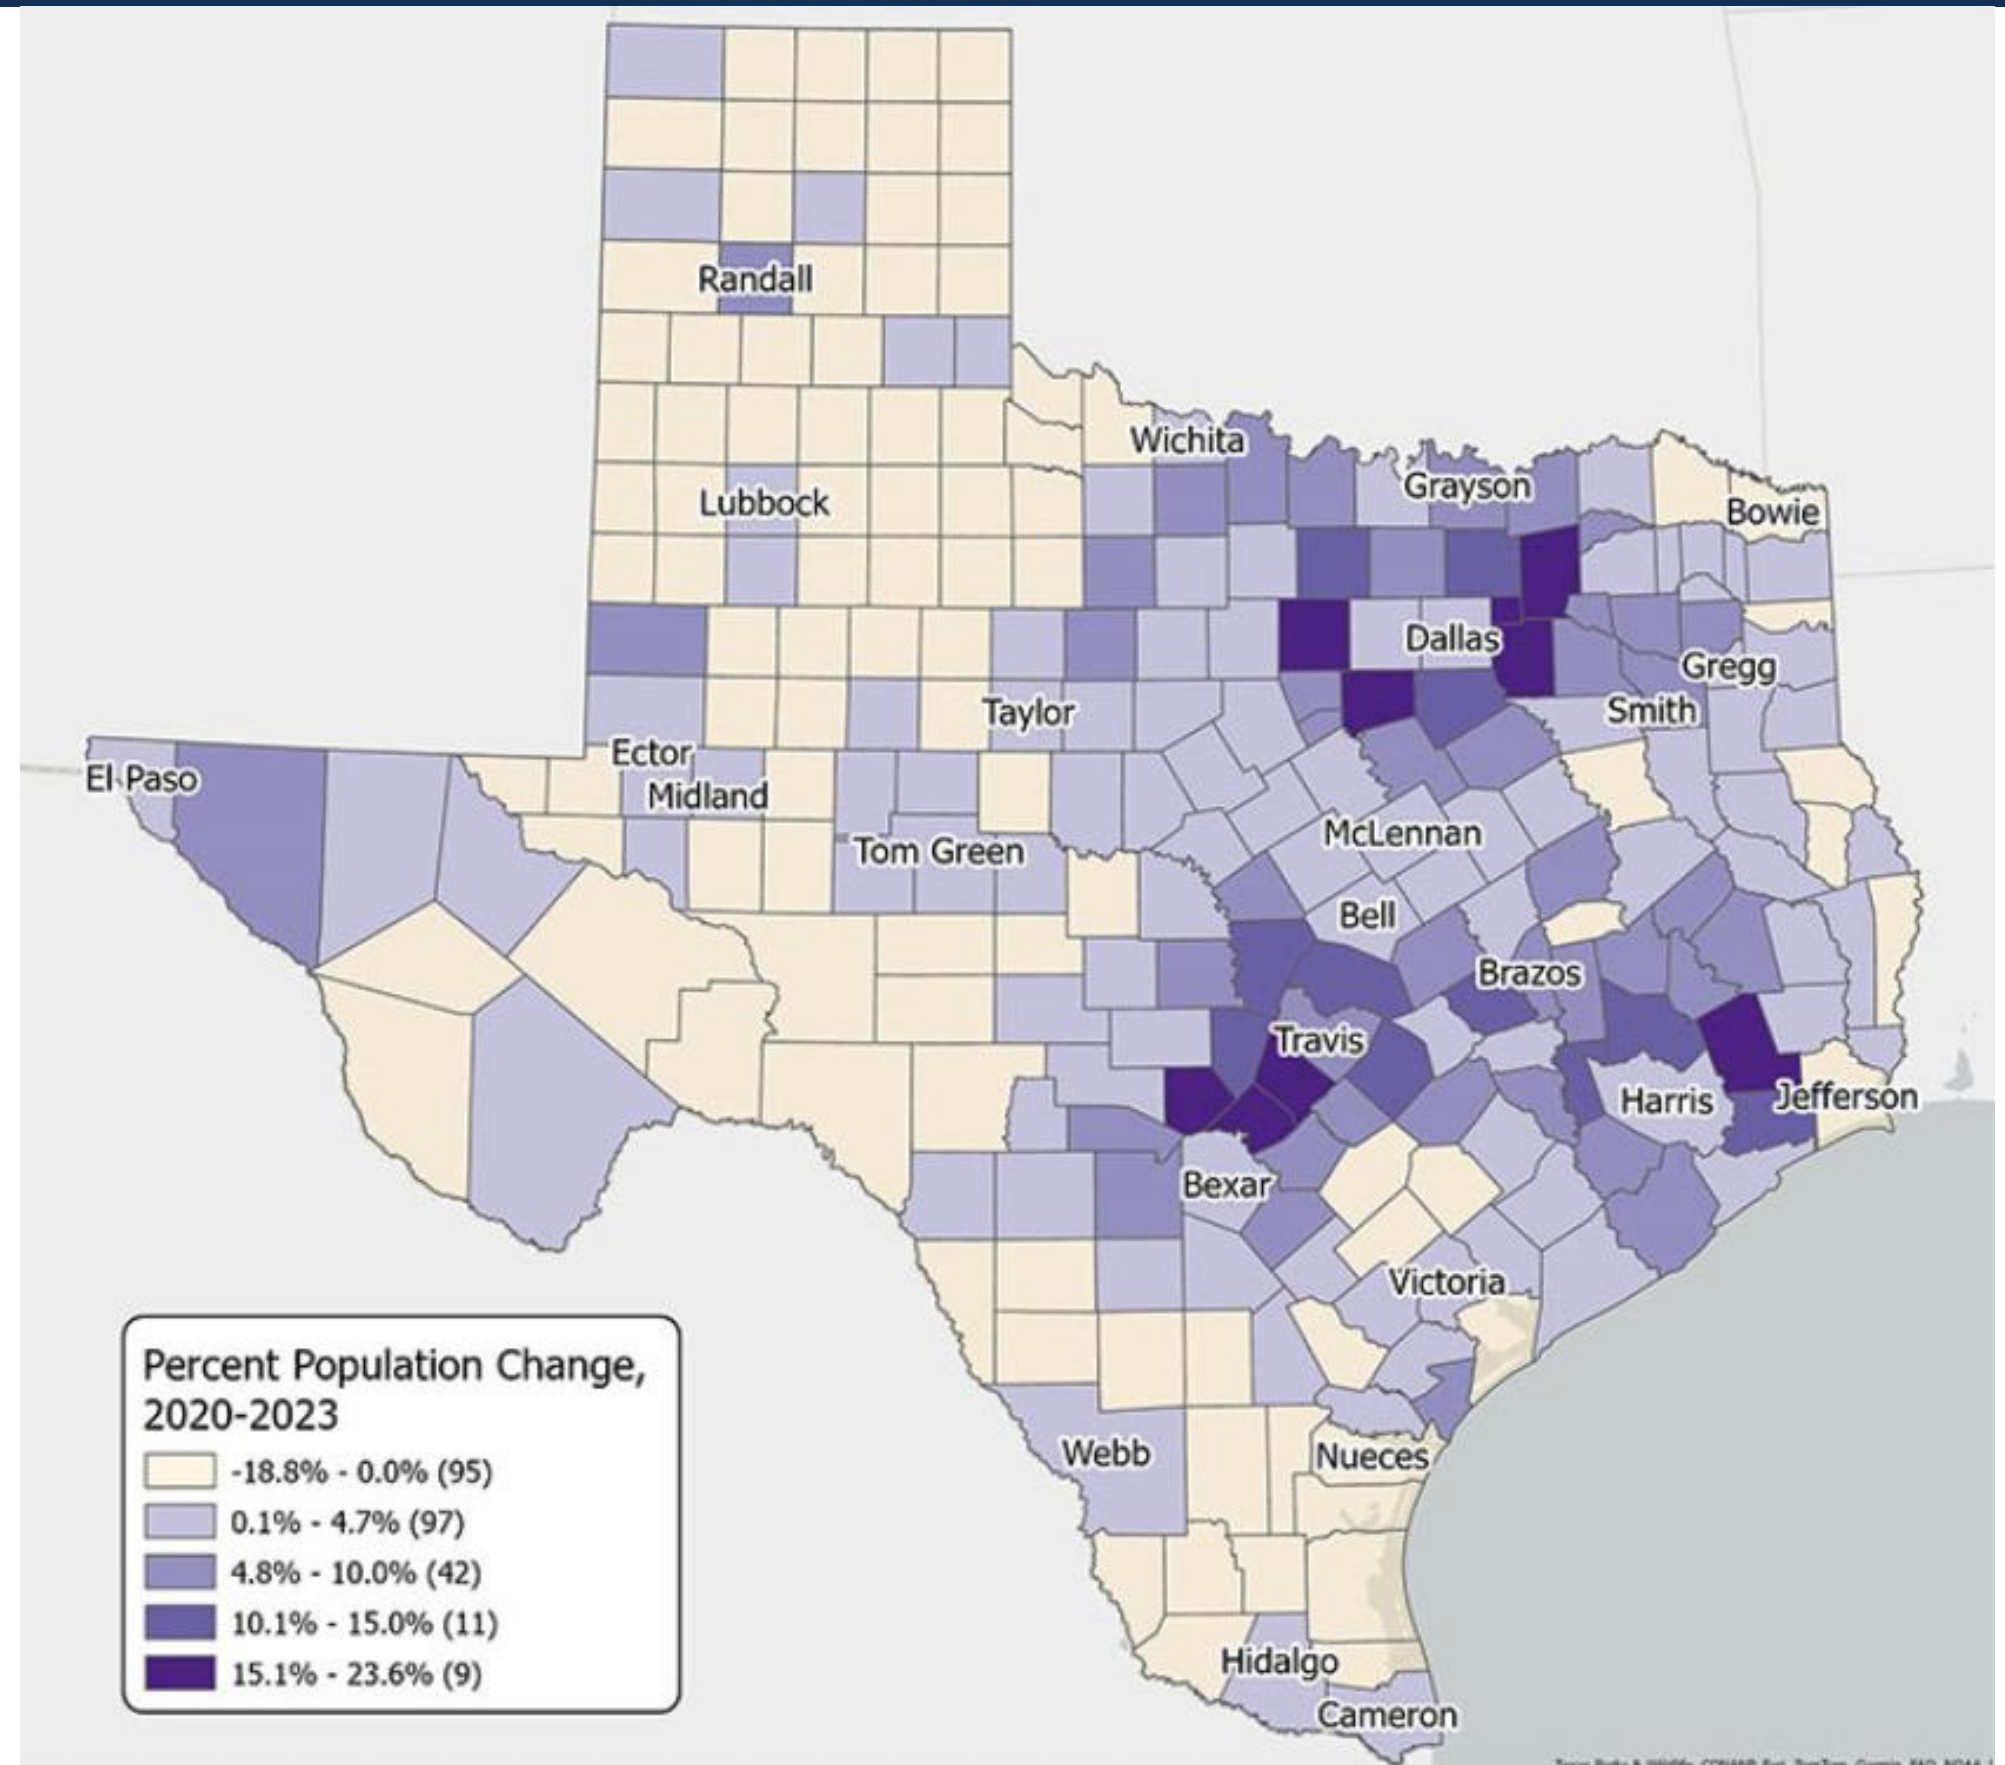 Randall
Wichita
Grayson
Lubbock
Bowie
Dallas
Gregg
Taylor
Smith
Ector
El Paso
Midland
McLennan
Tom Green
Bell
Brazos
Travis
Harris
Jefferson
Bexar
Victoria
Percent Population Change,
2020-2023
-18.8% - 0.0% (95)
0.1% - 4.7% (97)
4.8% - 10.0% (42)
10.1% - 15.0% (11)
15.1% - 23.6% (9)
Webb
Nueces
Hidalgo
Cameron